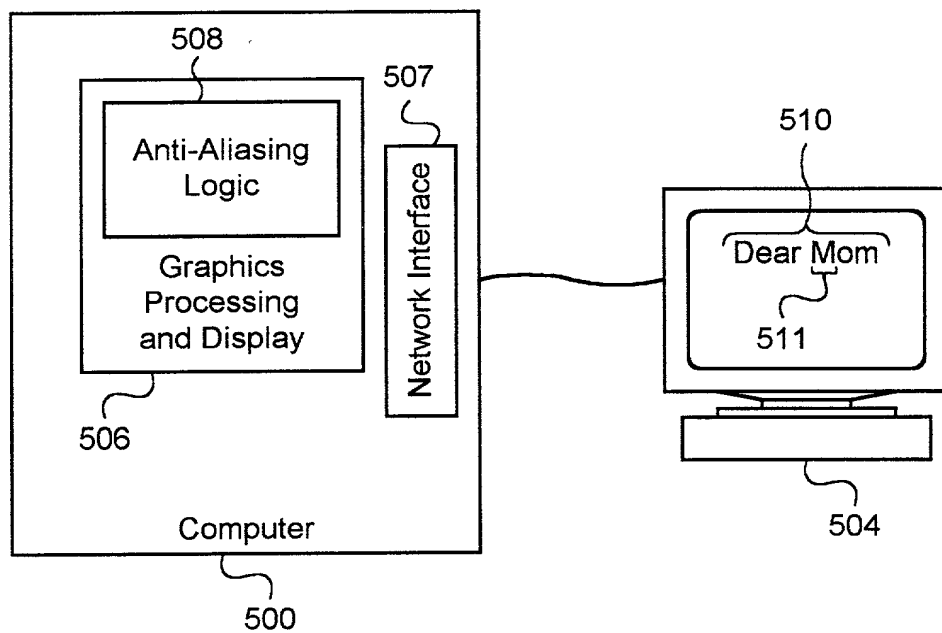 508
507
Anti-Aliasing
Logic
Graphics
Processing
and Display
Network Interface
506
Computer
500
510
Dear Mom
511
504